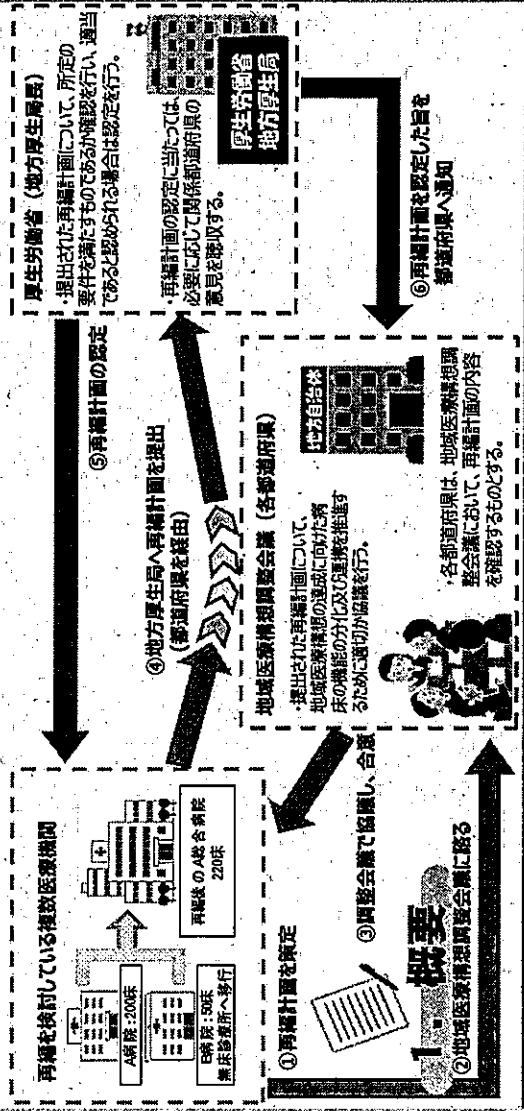 1. 概要
再編を検討している複数医療機関
A病院:200床
B病院:50床
無床診療所へ移行
再編後のA総合病院
220床
①再編計画を策定
②地域医療構想調整会議に諮る
③調整会議で協議し、合意
④地方厚生局へ再編計画を提出
(都道府県を経由)
⑤再編計画の認定
地域医療構想調整会議(各都道府県)
・提出された再編計画について、
地域医療構想の達成に向けた病
床の機能の分化及び連携を推進す
るために適切か協議を行う。
地方自治体
・各都道府県は、地域医療構想調
整会議において、再編計画の内容
を確認するものとする。
厚生労働省(地方厚生局長)
・提出された再編計画について、所定の
要件を満たすものであるか確認を行い、適当
であると認められる場合は認定を行う。
・再編計画の認定に当たっては、
必要に応じて関係都道府県の
意見を聴収する。
厚生労働省
地方厚生局
⑥再編計画を認定した旨を
都道府県へ通知